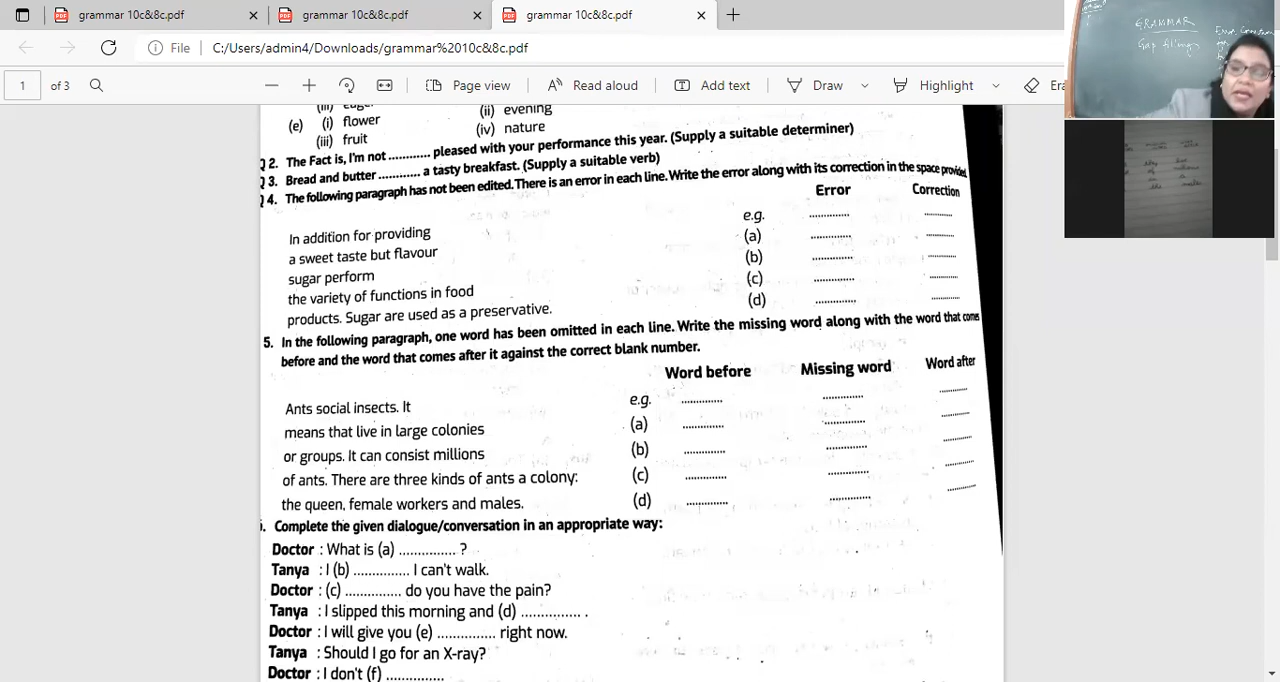 grammar 10c&8c.pdf
grammar 10c&8c.pdf
grammar 10c&8c.pdf
File C:/Users/admin4/Downloads/grammar%2010c&8c.pdf
1 of 3 Page view Read aloud Add text Draw Highlight
(ii) evening
(e) (i) flower
(iv) nature
(iii) fruit
2. The Fact is, I'm not ............ pleased with your performance this year. (Supply a suitable determiner)
3. Bread and butter ............ a tasty breakfast. (Supply a suitable verb)
4. The following paragraph has not been edited. There is an error in each line. Write the error along with its correction in the space provided.
Error Correction
In addition for providing e.g. ............ ............
a sweet taste but flavour (a) ............ ............
sugar perform (b) ............ ............
the variety of functions in food (c) ............ ............
products. Sugar are used as a preservative. (d) ............ ............
5. In the following paragraph, one word has been omitted in each line. Write the missing word along with the word that comes
before and the word that comes after it against the correct blank number.
Word before Missing word Word after
Ants social insects. It e.g. ............ ............ ............
means that live in large colonies (a) ............ ............ ............
or groups. It can consist millions (b) ............ ............ ............
of ants. There are three kinds of ants a colony: (c) ............ ............ ............
the queen, female workers and males. (d) ............ ............ ............
. Complete the given dialogue/conversation in an appropriate way:
Doctor : What is (a) .............. ?
Tanya : I (b) .............. I can't walk.
Doctor : (c) .............. do you have the pain?
Tanya : I slipped this morning and (d) .............. .
Doctor : I will give you (e) .............. right now.
Tanya : Should I go for an X-ray?
Doctor : I don't (f) ..............
GRAMMAR
Gap fillings